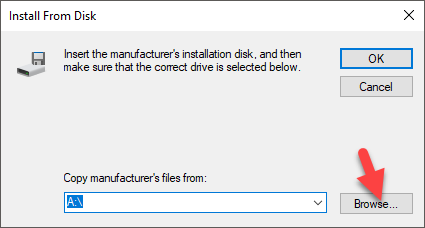 Install From Disk
Insert the manufacturer's installation disk, and then
make sure that the correct drive is selected below.
OK
Cancel
Copy manufacturer's files from:
A:\
Browse...